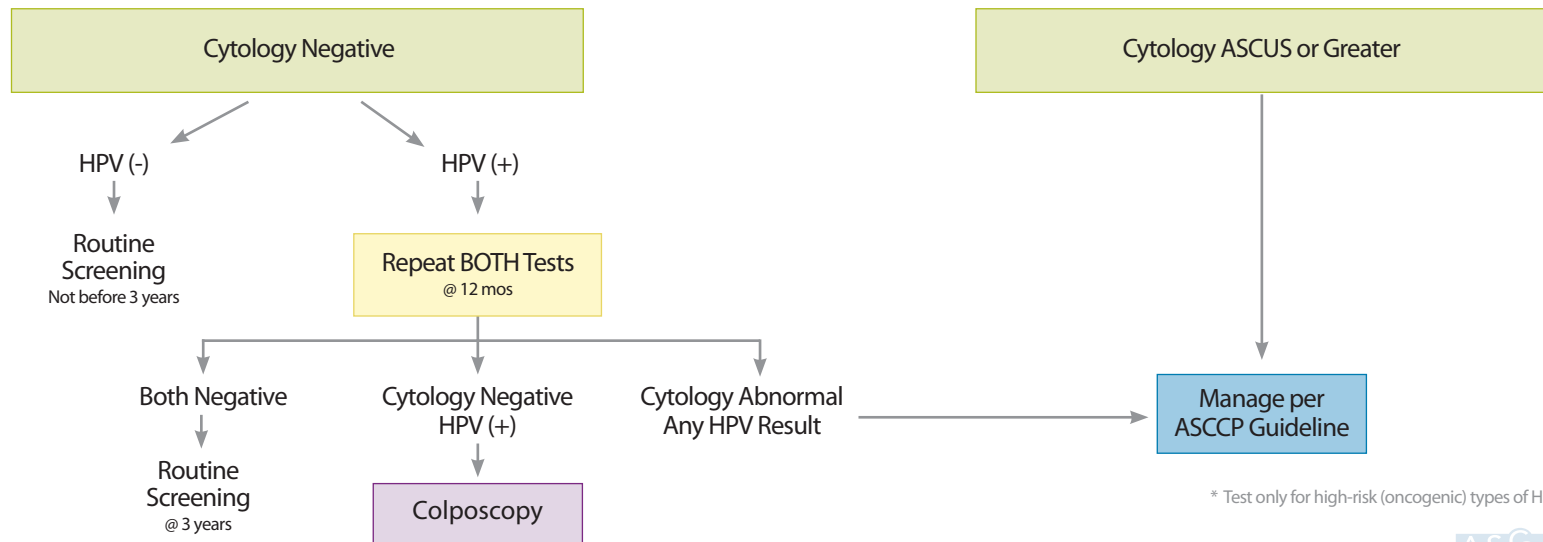 Cytology Negative
Cytology ASCUS or Greater
HPV (-)
HPV (+)
Routine
Screening
Not before 3 years
Repeat BOTH Tests
@ 12 mos
Both Negative
Cytology Negative
HPV (+)
Cytology Abnormal
Any HPV Result
Manage per
ASCCP Guideline
Routine
Screening
@ 3 years
Colposcopy
* Test only for high-risk (oncogenic) types of H